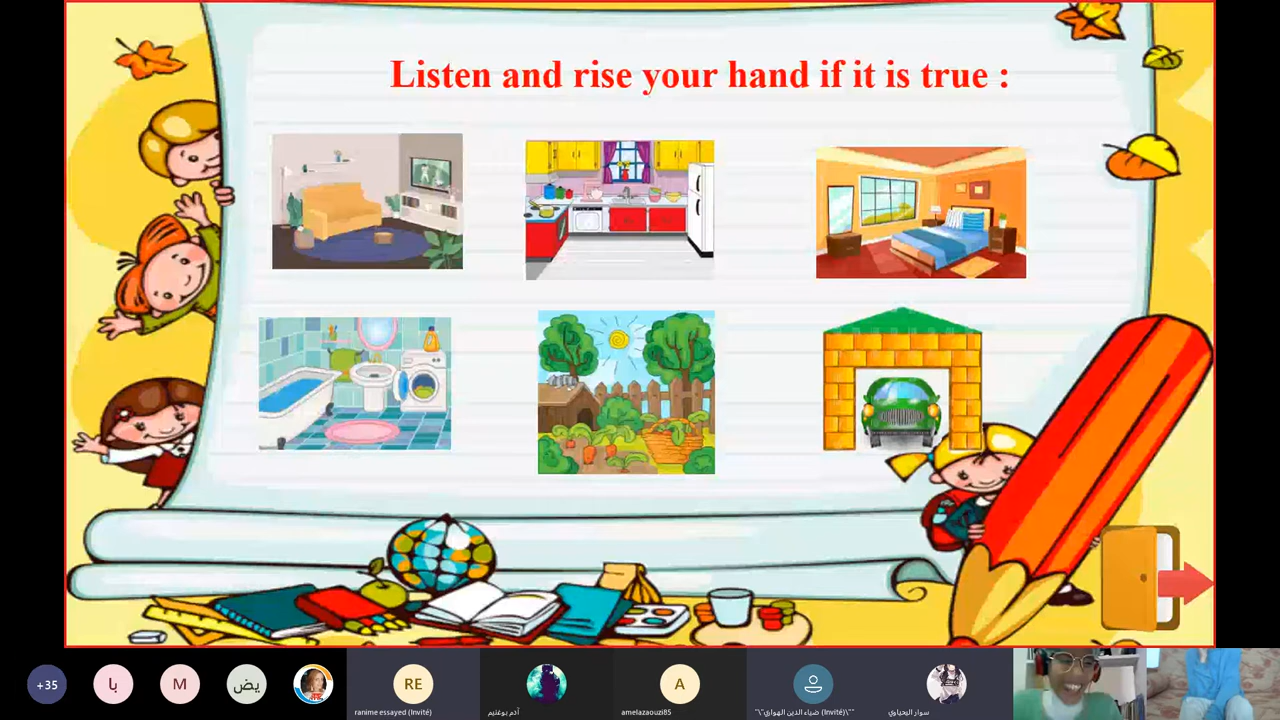 Listen and rise your hand if it is true :
+35
با
M
يض
RE
A
ranime essayed (Invité)
آدم بوغنيم
amelazaouzi85
"\"ضياء الدين الهواري (Invité)\""
سوار اليحياوي